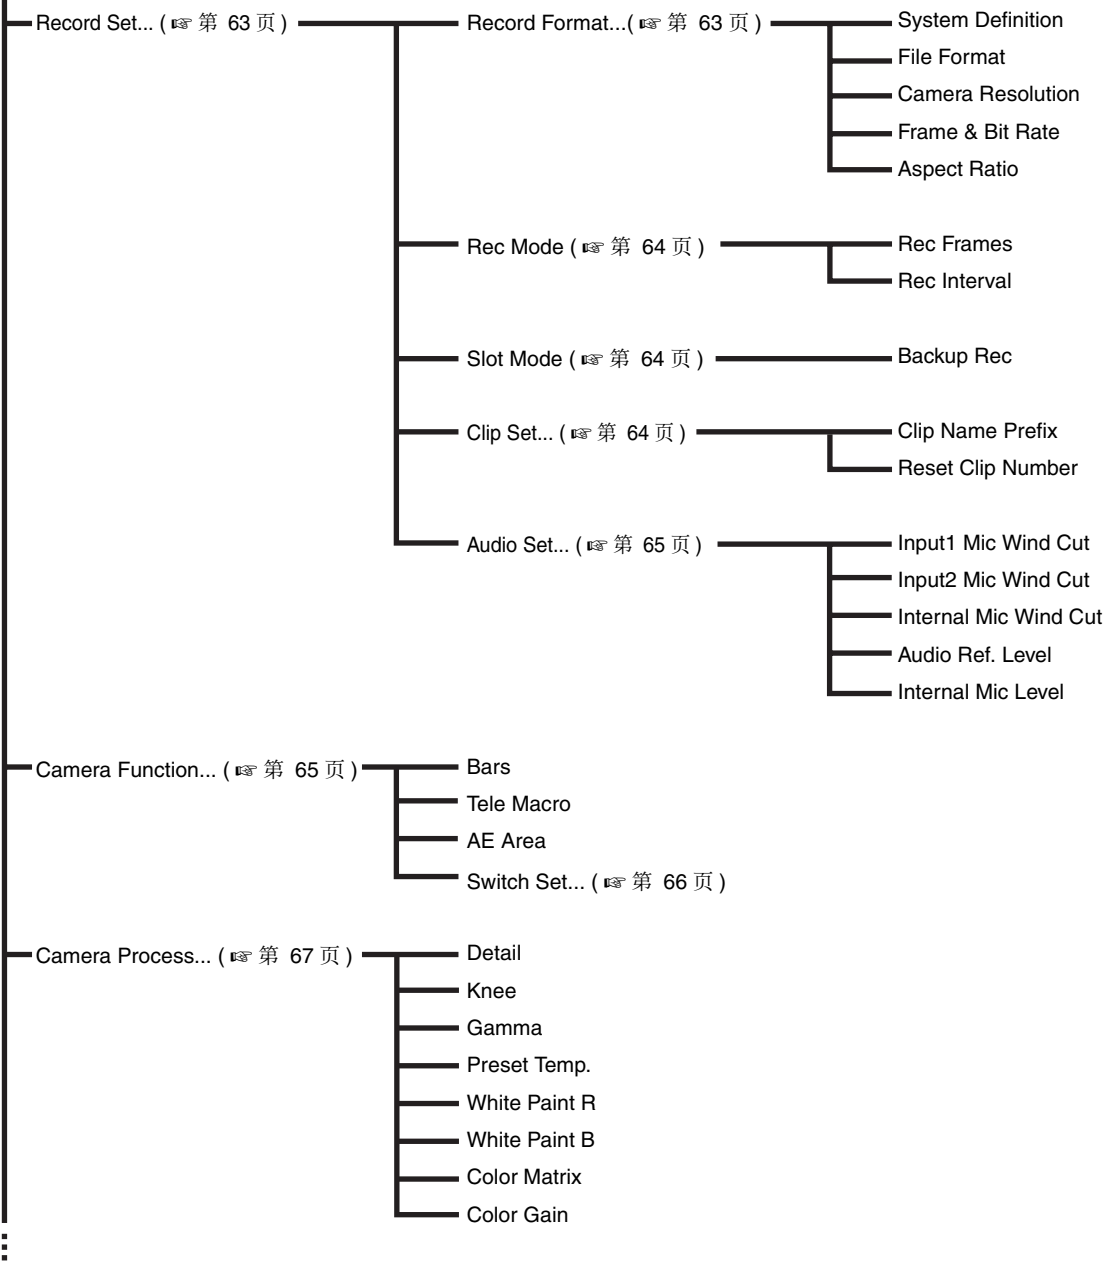 Record Set... ( ☞ 第 63 页 )
Record Format...( ☞ 第 63 页 )
System Definition
File Format
Camera Resolution
Frame & Bit Rate
Aspect Ratio
Rec Mode ( ☞ 第 64 页 )
Rec Frames
Rec Interval
Slot Mode ( ☞ 第 64 页 )
Backup Rec
Clip Set... ( ☞ 第 64 页 )
Clip Name Prefix
Reset Clip Number
Audio Set... ( ☞ 第 65 页 )
Input1 Mic Wind Cut
Input2 Mic Wind Cut
Internal Mic Wind Cut
Audio Ref. Level
Internal Mic Level
Camera Function... ( ☞ 第 65 页 )
Bars
Tele Macro
AE Area
Switch Set... ( ☞ 第 66 页 )
Camera Process... ( ☞ 第 67 页 )
Detail
Knee
Gamma
Preset Temp.
White Paint R
White Paint B
Color Matrix
Color Gain